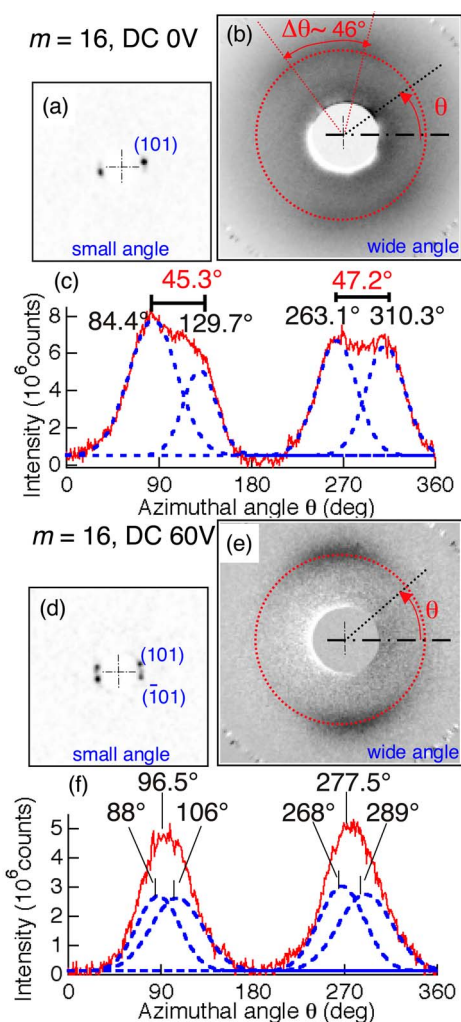 m = 16, DC 0V
(a)
(101)
small angle
(b)
Δθ~ 46°
θ
wide angle
(c)
45.3°
47.2°
84.4°
129.7°
263.1°
310.3°
Intensity (10⁶counts)
8
6
4
2
0
0 90 180 270 360
Azimuthal angle θ (deg)
m = 16, DC 60V
(d)
(101)
(1̄01)
small angle
(e)
θ
wide angle
(f)
96.5°
277.5°
88°
106°
268°
289°
Intensity (10⁶counts)
5
4
3
2
1
0
0 90 180 270 360
Azimuthal angle θ (deg)